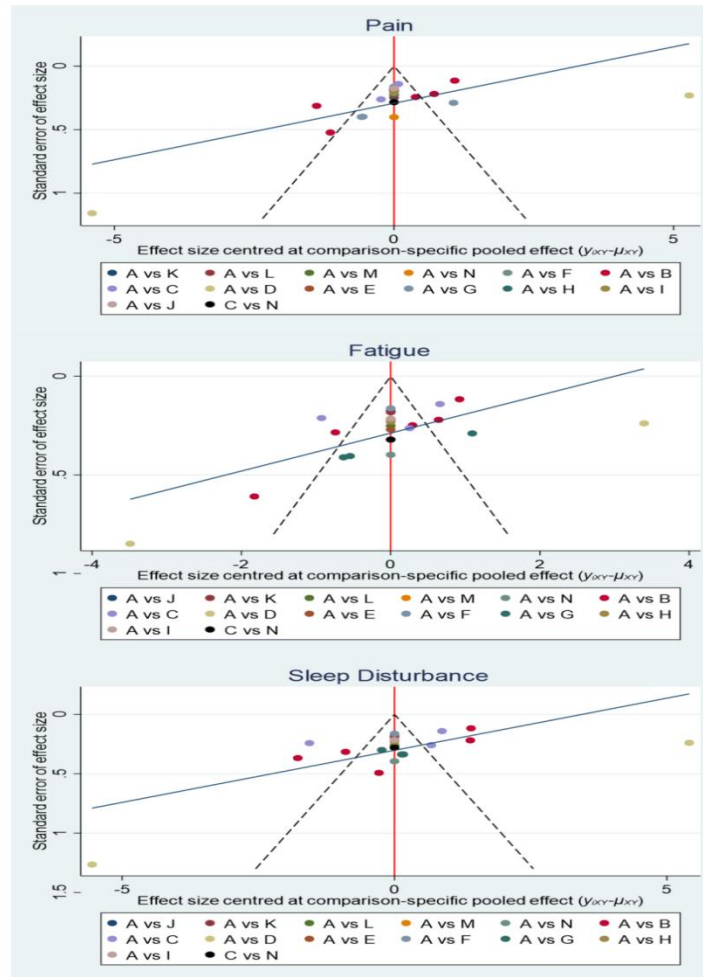 Pain
Standard error of effect size
0
.5
1
-5
0
5
Effect size centred at comparison-specific pooled effect (yiXY-μXY)
A vs K A vs L A vs M A vs N A vs F A vs B
A vs C A vs D A vs E A vs G A vs H A vs I
A vs J C vs N
Fatigue
Standard error of effect size
0
.5
1
-4
-2
0
2
4
Effect size centred at comparison-specific pooled effect (yiXY-μXY)
A vs J A vs K A vs L A vs M A vs N A vs B
A vs C A vs D A vs E A vs F A vs G A vs H
A vs I C vs N
Sleep Disturbance
Standard error of effect size
0
.5
1
1.5
-5
0
5
Effect size centred at comparison-specific pooled effect (yiXY-μXY)
A vs J A vs K A vs L A vs M A vs N A vs B
A vs C A vs D A vs E A vs F A vs G A vs H
A vs I C vs N